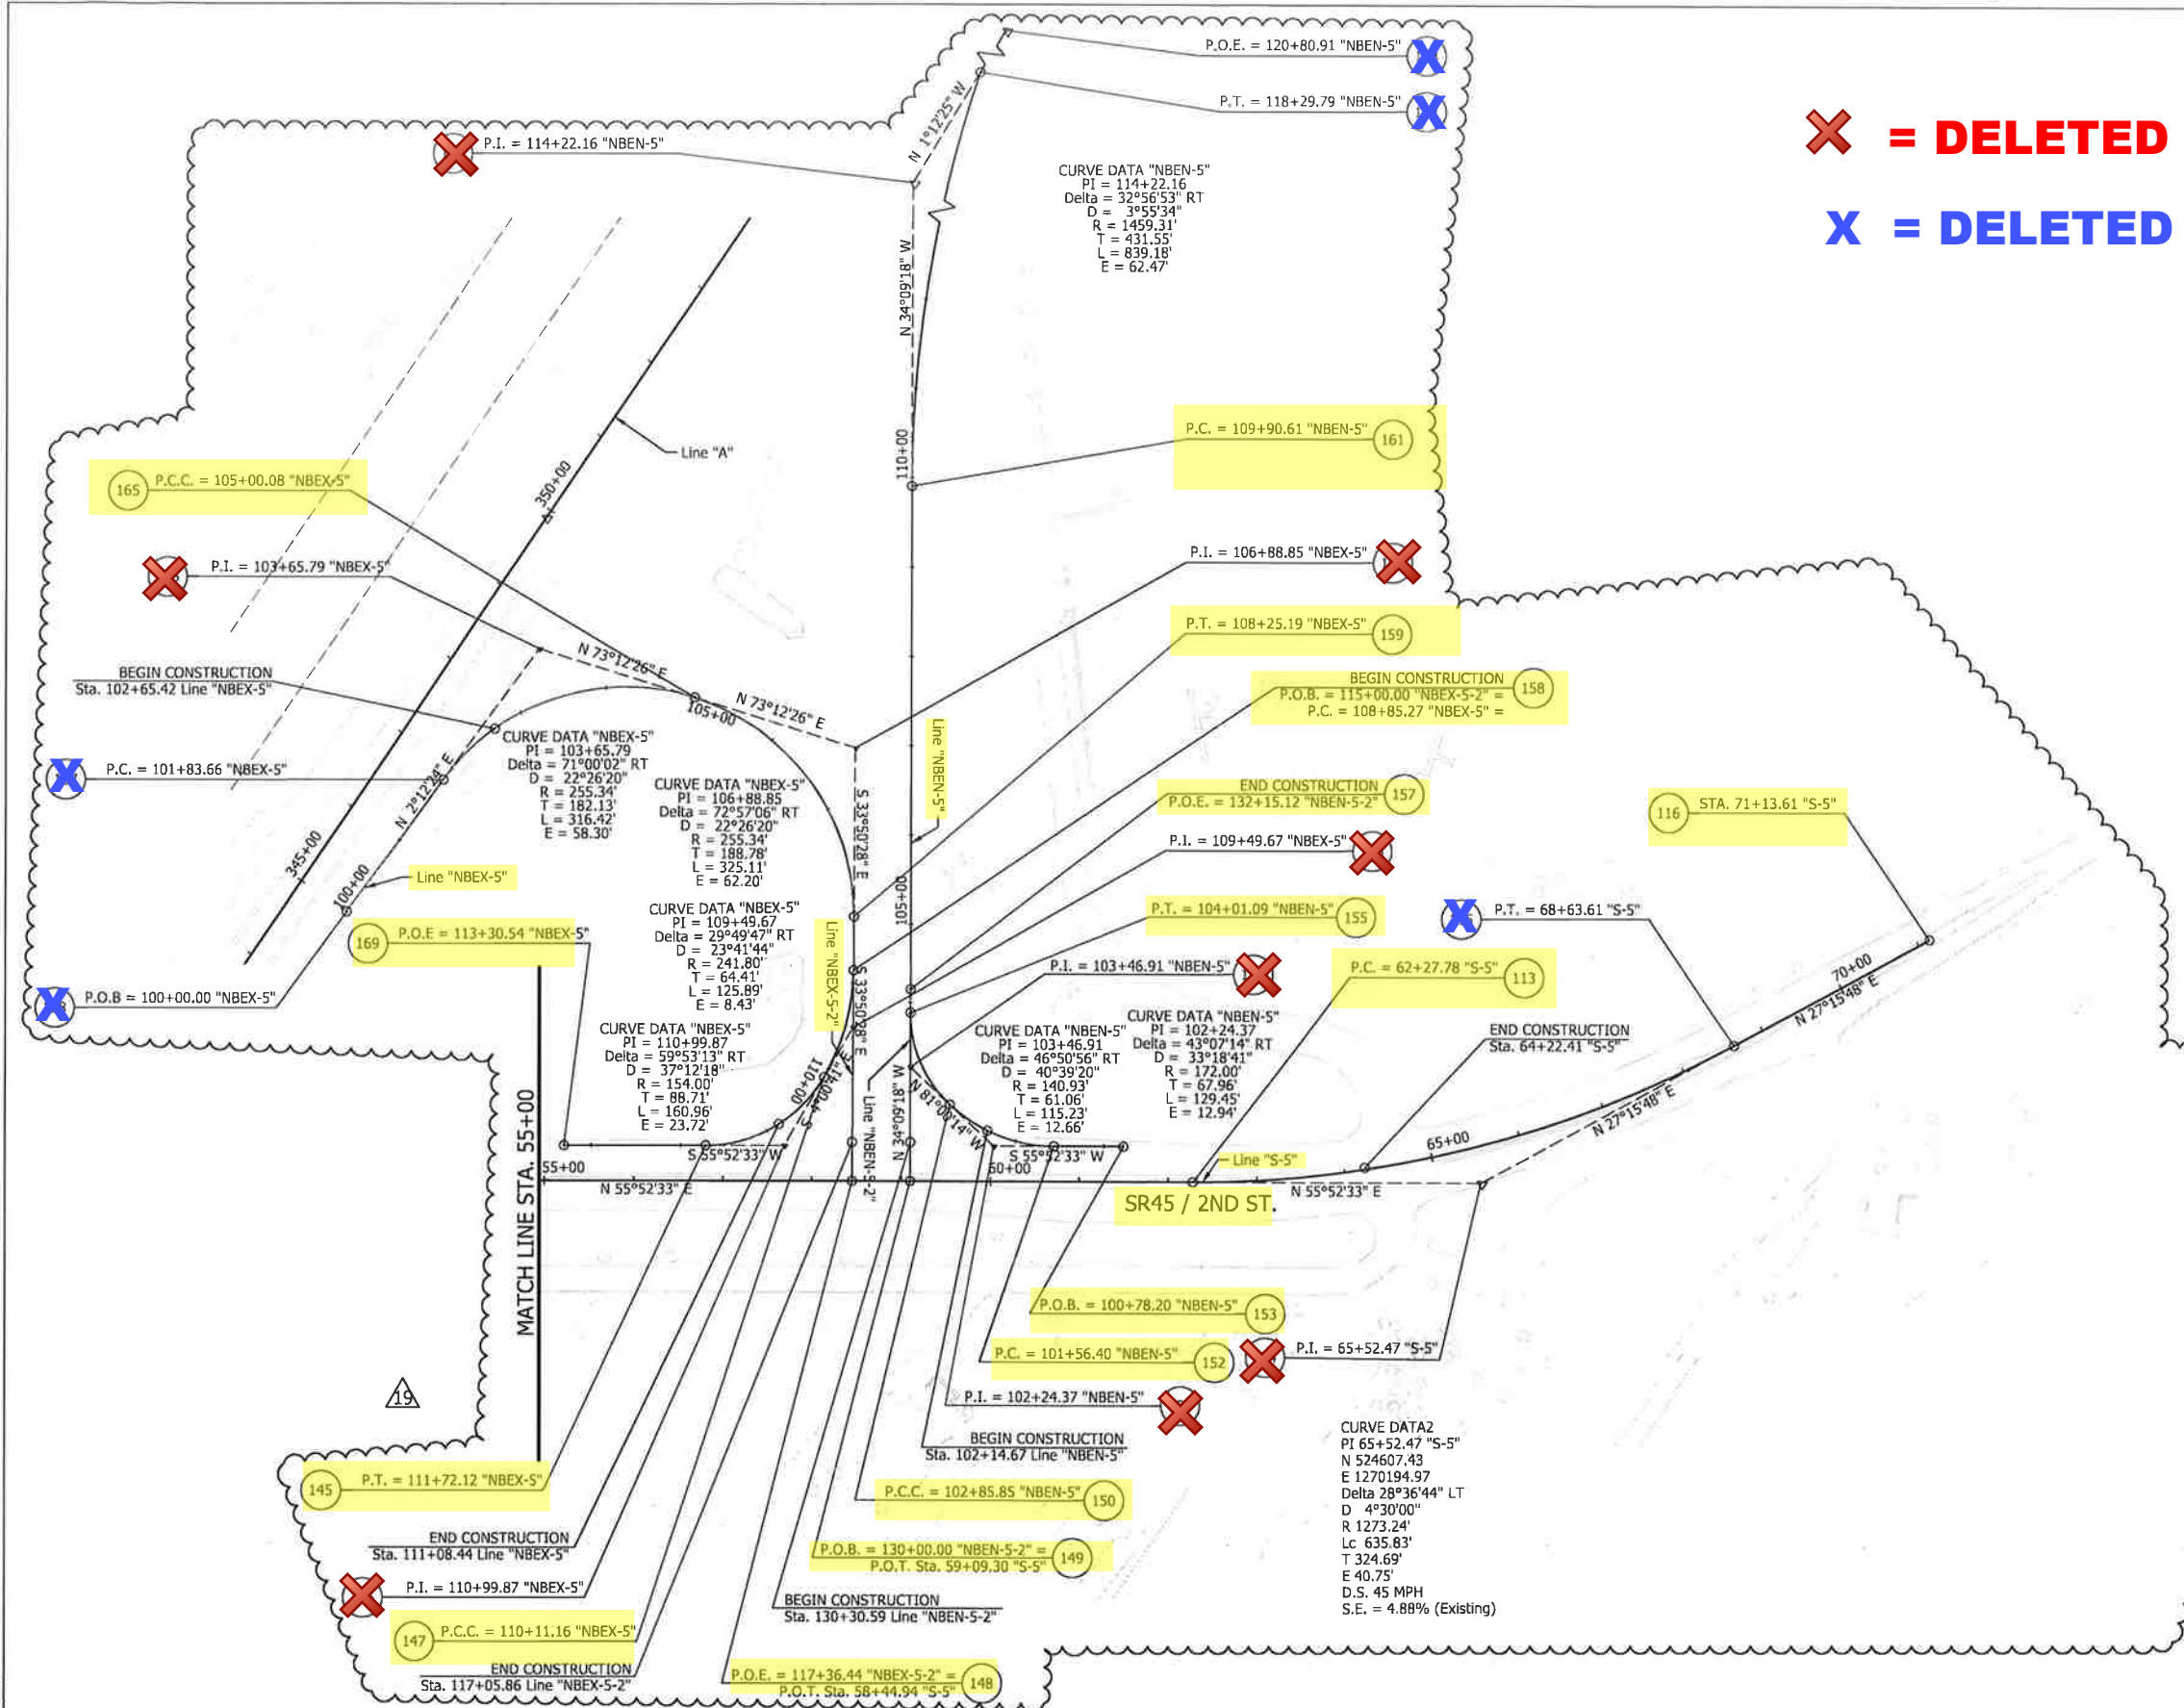 P.O.E. = 120+80.91 "NBEN-5"
P.T. = 118+29.79 "NBEN-5"
N 1°12'25" W
P.I. = 114+22.16 "NBEN-5"
= DELETED
X = DELETED
CURVE DATA "NBEN-5"
PI = 114+22.16
Delta = 32°56'53" RT
D = 3°55'34"
R = 1459.31'
T = 431.55'
L = 839.18'
E = 62.47'
N 34°09'18" W
110+00
P.C. = 109+90.61 "NBEN-5"
161
Line "A"
350+00
165
P.C.C. = 105+00.08 "NBEX-5"
P.I. = 103+65.79 "NBEX-5"
P.I. = 106+88.85 "NBEX-5"
P.T. = 108+25.19 "NBEX-5"
159
N 73°12'26" E
N 73°12'26" E
105+00
BEGIN CONSTRUCTION
Sta. 102+65.42 Line "NBEX-5"
BEGIN CONSTRUCTION
P.O.B. = 115+00.00 "NBEX-5-2" =
P.C. = 108+85.27 "NBEX-5" =
158
Line "NBEN-5"
P.C. = 101+83.66 "NBEX-5"
N 2°12'24" E
CURVE DATA "NBEX-5"
PI = 103+65.79
Delta = 71°00'02" RT
D = 22°26'20"
R = 255.34'
T = 182.13'
L = 316.42'
E = 58.30'
CURVE DATA "NBEX-5"
PI = 106+88.85
Delta = 72°57'06" RT
D = 22°26'20"
R = 255.34'
T = 188.78'
L = 325.11'
E = 62.20'
S 33°50'28" E
END CONSTRUCTION
P.O.E. = 132+15.12 "NBEN-5-2"
157
116
STA. 71+13.61 "S-5"
P.I. = 109+49.67 "NBEX-5"
345+00
100+00
Line "NBEX-5"
105+00
P.T. = 104+01.09 "NBEN-5"
155
P.T. = 68+63.61 "S-5"
169
P.O.E = 113+30.54 "NBEX-5"
CURVE DATA "NBEX-5"
PI = 109+49.67
Delta = 29°49'47" RT
D = 23°41'44"
R = 241.80'
T = 64.41'
L = 125.89'
E = 8.43'
Line "NBEX-5-2"
S 33°50'28" E
P.I. = 103+46.91 "NBEN-5"
P.C. = 62+27.78 "S-5"
113
70+00
N 27°15'48" E
P.O.B = 100+00.00 "NBEX-5"
CURVE DATA "NBEX-5"
PI = 110+99.87
Delta = 59°53'13" RT
D = 37°12'18"
R = 154.00'
T = 88.71'
L = 160.96'
E = 23.72'
110+00
S 4°00'41" E
CURVE DATA "NBEN-5"
PI = 103+46.91
Delta = 46°50'56" RT
D = 40°39'20"
R = 140.93'
T = 61.06'
L = 115.23'
E = 12.66'
CURVE DATA "NBEN-5"
PI = 102+24.37
Delta = 43°07'14" RT
D = 33°18'41"
R = 172.00'
T = 67.96'
L = 129.45'
E = 12.94'
END CONSTRUCTION
Sta. 64+22.41 "S-5"
N 34°09'18" W
N 81°00'14" W
Line "NBEN-5-2"
S 55°52'33" W
S 55°52'33" W
N 27°15'48" E
65+00
MATCH LINE STA. 55+00
55+00
60+00
Line "S-5"
N 55°52'33" E
N 55°52'33" E
SR45 / 2ND ST.
P.O.B. = 100+78.20 "NBEN-5"
153
P.C. = 101+56.40 "NBEN-5"
152
P.I. = 65+52.47 "S-5"
P.I. = 102+24.37 "NBEN-5"
19
BEGIN CONSTRUCTION
Sta. 102+14.67 Line "NBEN-5"
CURVE DATA2
PI 65+52.47 "S-5"
N 524607.43
E 1270194.97
Delta 28°36'44" LT
D 4°30'00"
R 1273.24'
Lc 635.83'
T 324.69'
E 40.75'
D.S. 45 MPH
S.E. = 4.88% (Existing)
145
P.T. = 111+72.12 "NBEX-5"
P.C.C. = 102+85.85 "NBEN-5"
150
END CONSTRUCTION
Sta. 111+08.44 Line "NBEX-5"
P.O.B. = 130+00.00 "NBEN-5-2" =
P.O.T. Sta. 59+09.30 "S-5"
149
P.I. = 110+99.87 "NBEX-5"
BEGIN CONSTRUCTION
Sta. 130+30.59 Line "NBEN-5-2"
147
P.C.C. = 110+11.16 "NBEX-5"
END CONSTRUCTION
Sta. 117+05.86 Line "NBEX-5-2"
P.O.E. = 117+36.44 "NBEX-5-2" =
P.O.T. Sta. 58+44.94 "S-5"
148